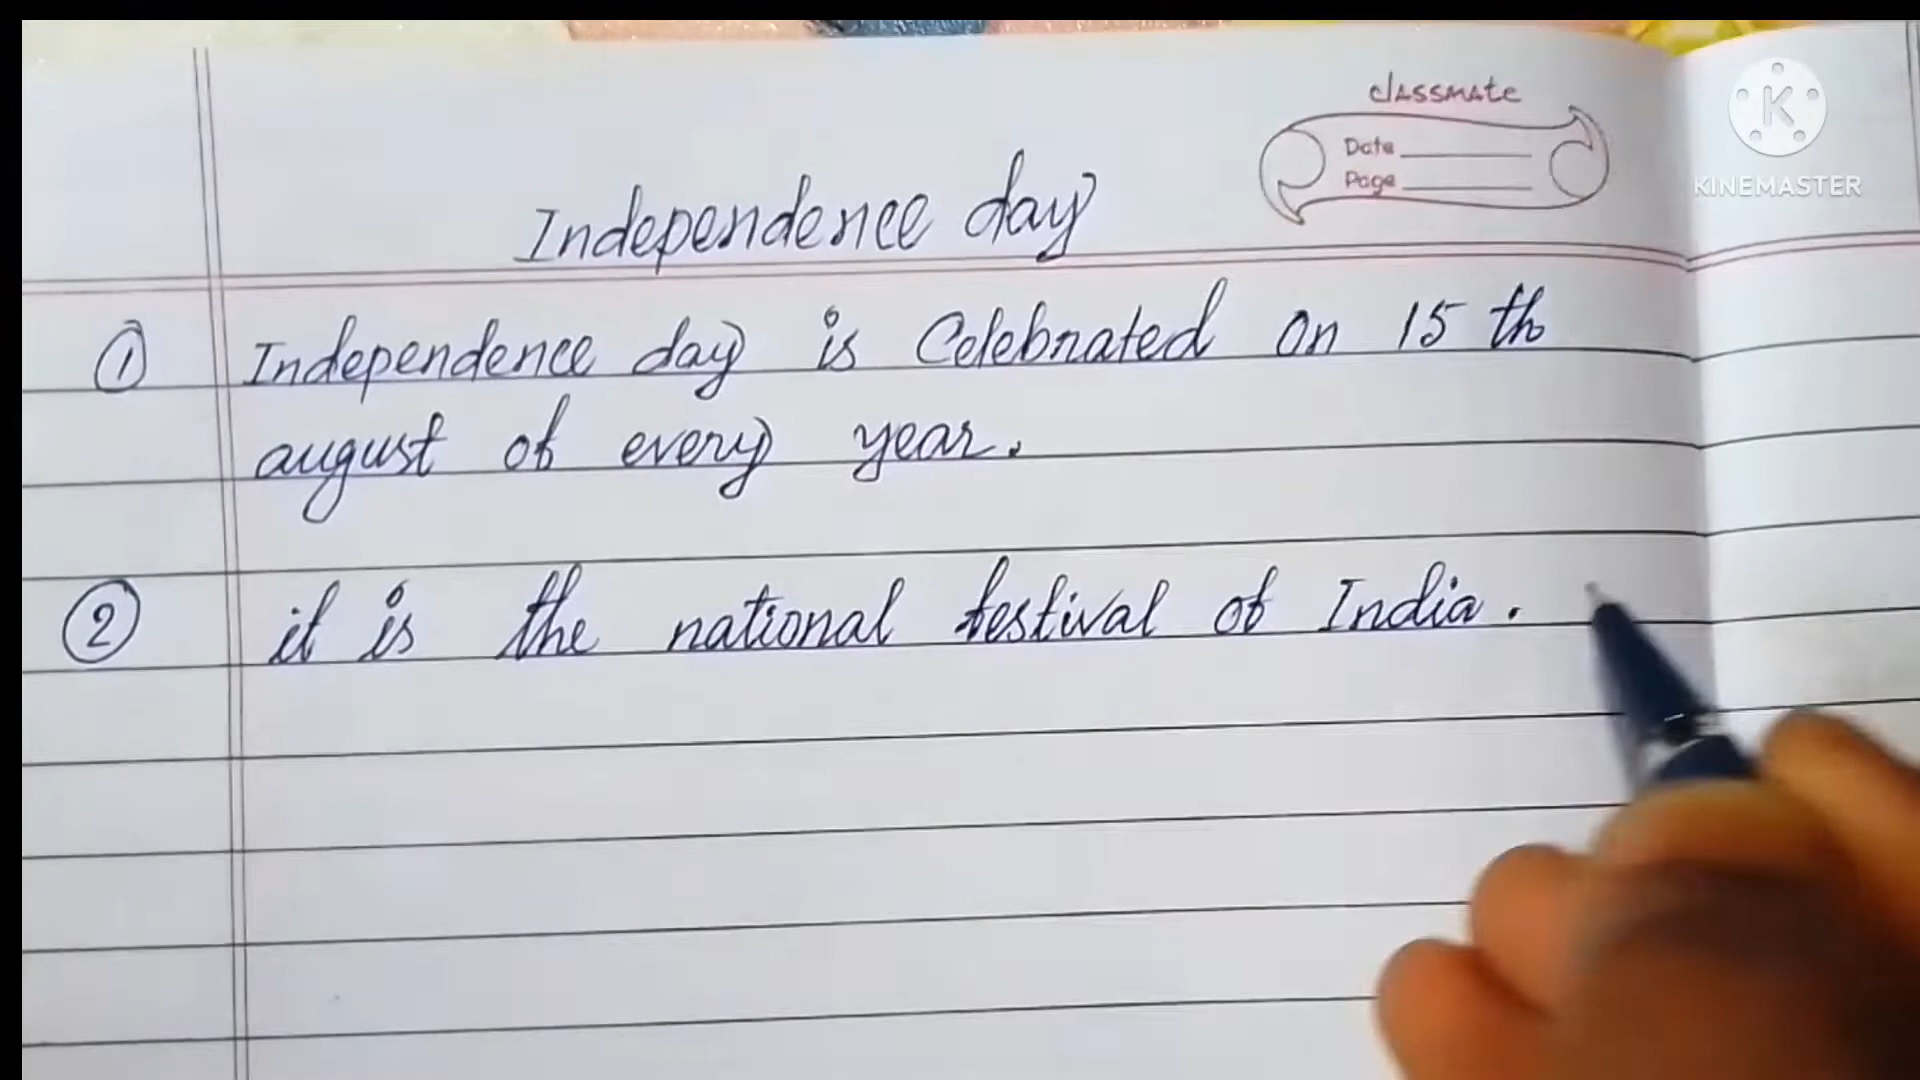 classmate
Date
Page
KINEMASTER
Independence day
① Independence day is Celebrated on 15 th
august of every year.
② it is the national festival of India.